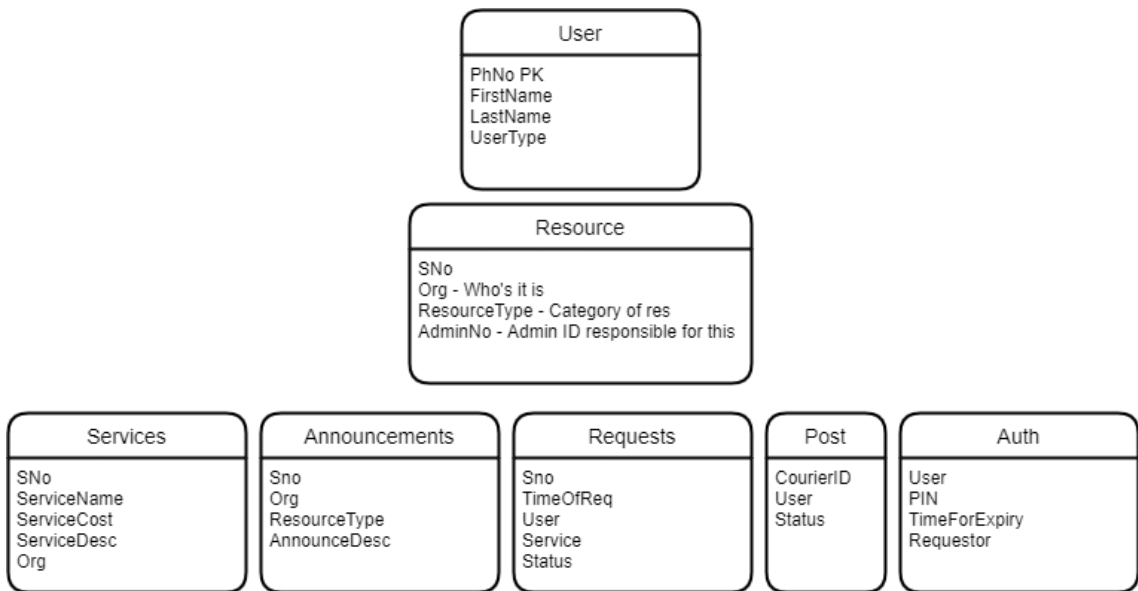 User
PhNo PK
FirstName
LastName
UserType
Resource
SNo
Org - Who's it is
ResourceType - Category of res
AdminNo - Admin ID responsible for this
Services
SNo
ServiceName
ServiceCost
ServiceDesc
Org
Announcements
Sno
Org
ResourceType
AnnounceDesc
Requests
Sno
TimeOfReq
User
Service
Status
Post
CourierID
User
Status
Auth
User
PIN
TimeForExpiry
Requestor